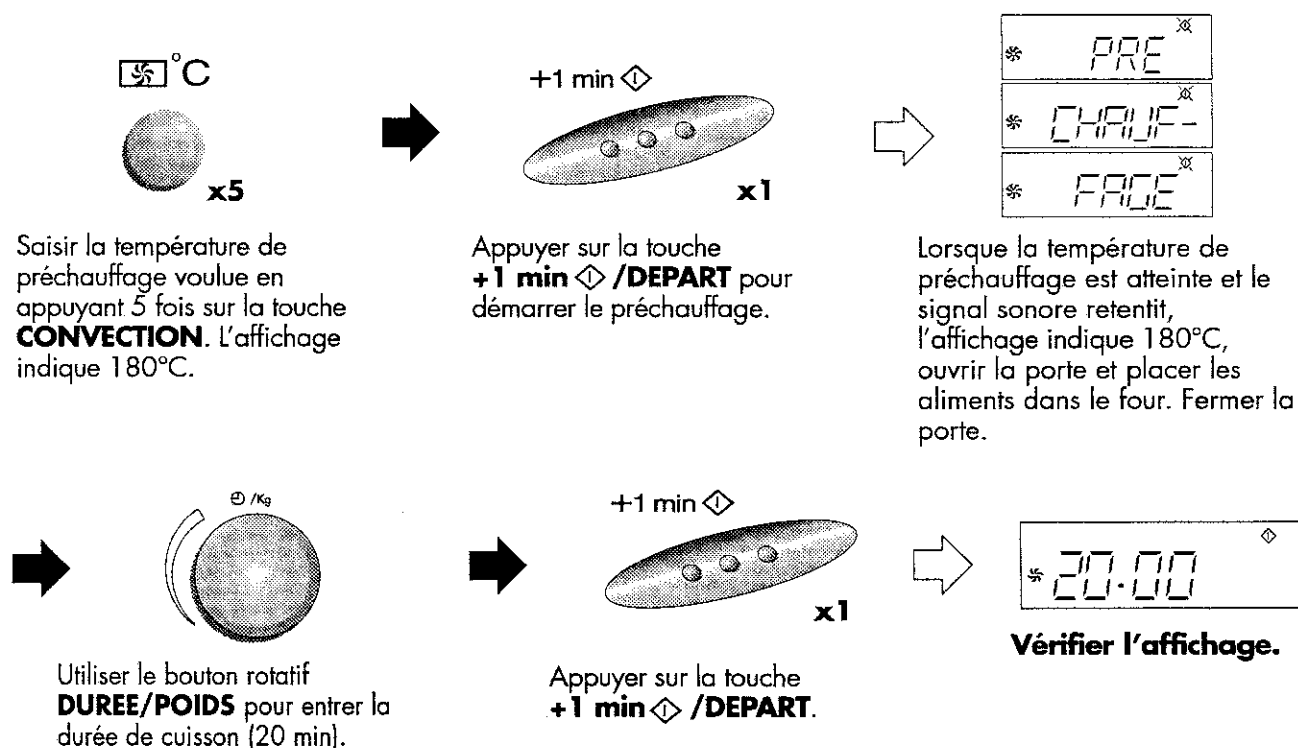 °C
x5
Saisir la température de
préchauffage voulue en
appuyant 5 fois sur la touche
CONVECTION. L'affichage
indique 180°C.
+1 min
x1
Appuyer sur la touche
+1 min /DEPART pour
démarrer le préchauffage.
PRE
CHAUF-
FAGE
Lorsque la température de
préchauffage est atteinte et le
signal sonore retentit,
l'affichage indique 180°C,
ouvrir la porte et placer les
aliments dans le four. Fermer la
porte.
/Kg
Utiliser le bouton rotatif
DUREE/POIDS pour entrer la
durée de cuisson (20 min).
+1 min
x1
Appuyer sur la touche
+1 min /DEPART.
20.00
Vérifier l'affichage.